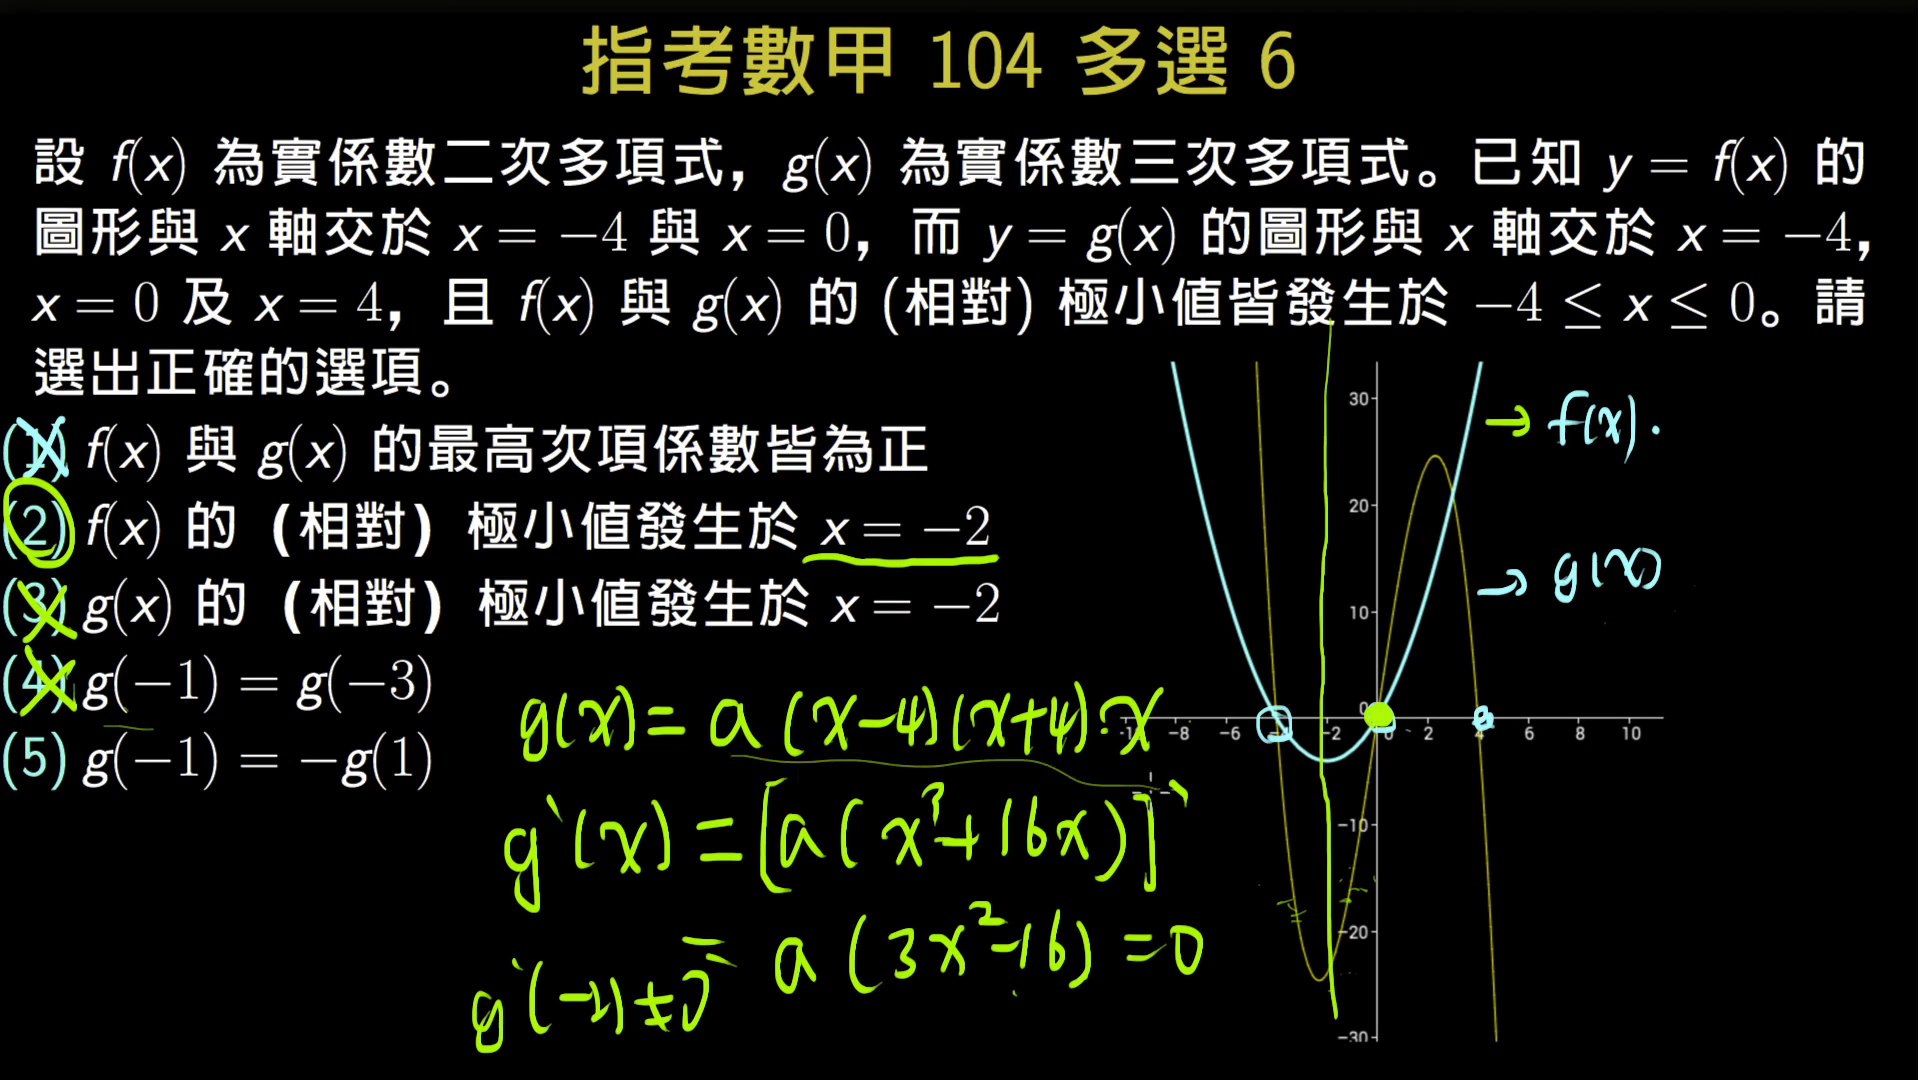 指考數甲 104 多選 6
設 f(x) 為實係數二次多項式，g(x) 為實係數三次多項式。已知 y = f(x) 的
圖形與 x 軸交於 x = −4 與 x = 0，而 y = g(x) 的圖形與 x 軸交於 x = −4，
x = 0 及 x = 4，且 f(x) 與 g(x) 的 (相對) 極小值皆發生於 −4 ≤ x ≤ 0。請
選出正確的選項。
(1) f(x) 與 g(x) 的最高次項係數皆為正
(2) f(x) 的 (相對) 極小值發生於 x = −2
(3) g(x) 的 (相對) 極小值發生於 x = −2
(4) g(−1) = g(−3)
(5) g(−1) = −g(1)
g(x) = a (x−4)(x+4)·x
g`(x) = [a(x³+16x)]`
= a (3x²−16) = 0
g`(−2) ≠ 0
→ f(x).
→ g(x)
30
20
10
0
−10
−20
−30
−8 −6 −2 0 2 4 6 8 10